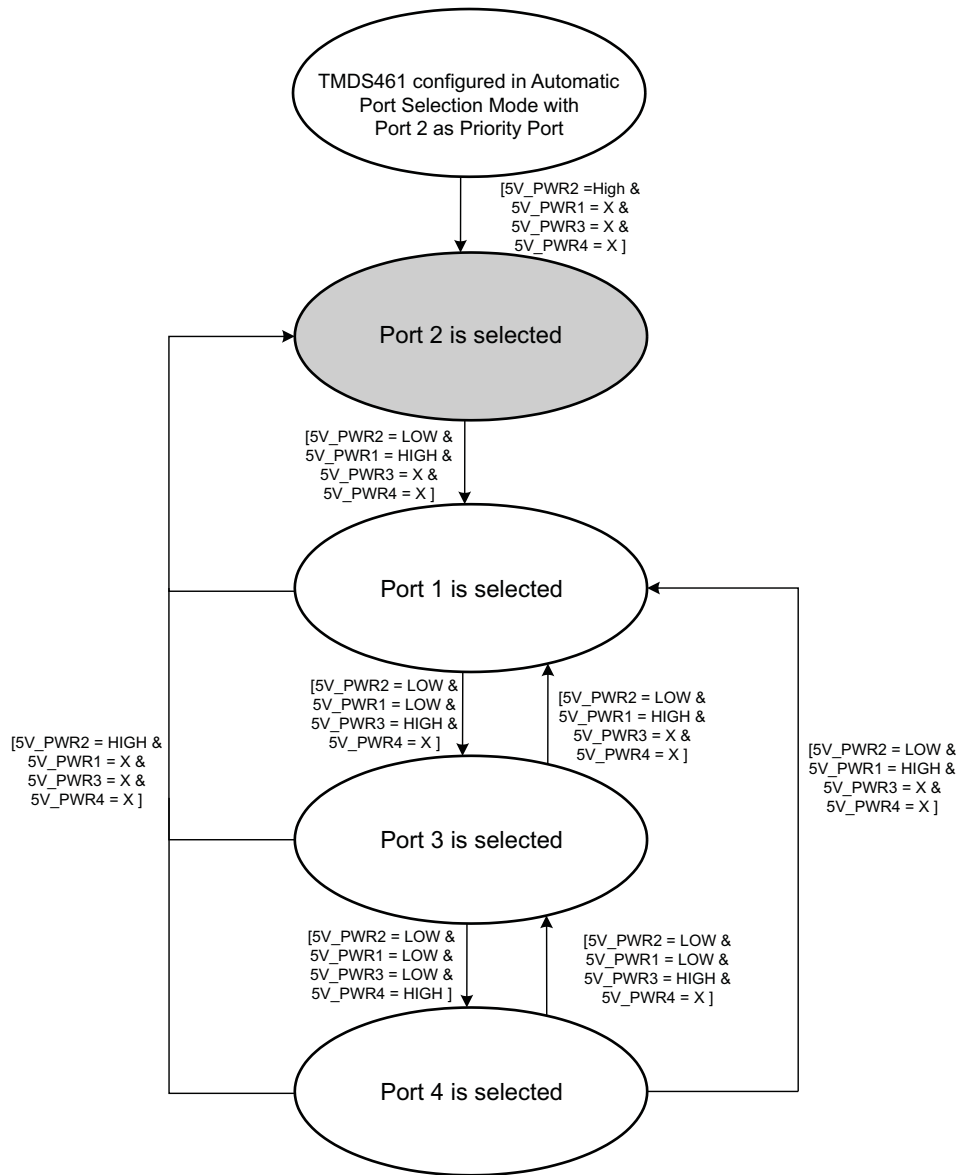 TMDS461 configured in Automatic
Port Selection Mode with
Port 2 as Priority Port
[5V_PWR2 =High &
5V_PWR1 = X &
5V_PWR3 = X &
5V_PWR4 = X ]
Port 2 is selected
[5V_PWR2 = LOW &
5V_PWR1 = HIGH &
5V_PWR3 = X &
5V_PWR4 = X ]
Port 1 is selected
[5V_PWR2 = LOW &
5V_PWR1 = LOW &
5V_PWR3 = HIGH &
5V_PWR4 = X ]
[5V_PWR2 = LOW &
5V_PWR1 = HIGH &
5V_PWR3 = X &
5V_PWR4 = X ]
[5V_PWR2 = HIGH &
5V_PWR1 = X &
5V_PWR3 = X &
5V_PWR4 = X ]
[5V_PWR2 = LOW &
5V_PWR1 = HIGH &
5V_PWR3 = X &
5V_PWR4 = X ]
Port 3 is selected
[5V_PWR2 = LOW &
5V_PWR1 = LOW &
5V_PWR3 = LOW &
5V_PWR4 = HIGH ]
[5V_PWR2 = LOW &
5V_PWR1 = LOW &
5V_PWR3 = HIGH &
5V_PWR4 = X ]
Port 4 is selected